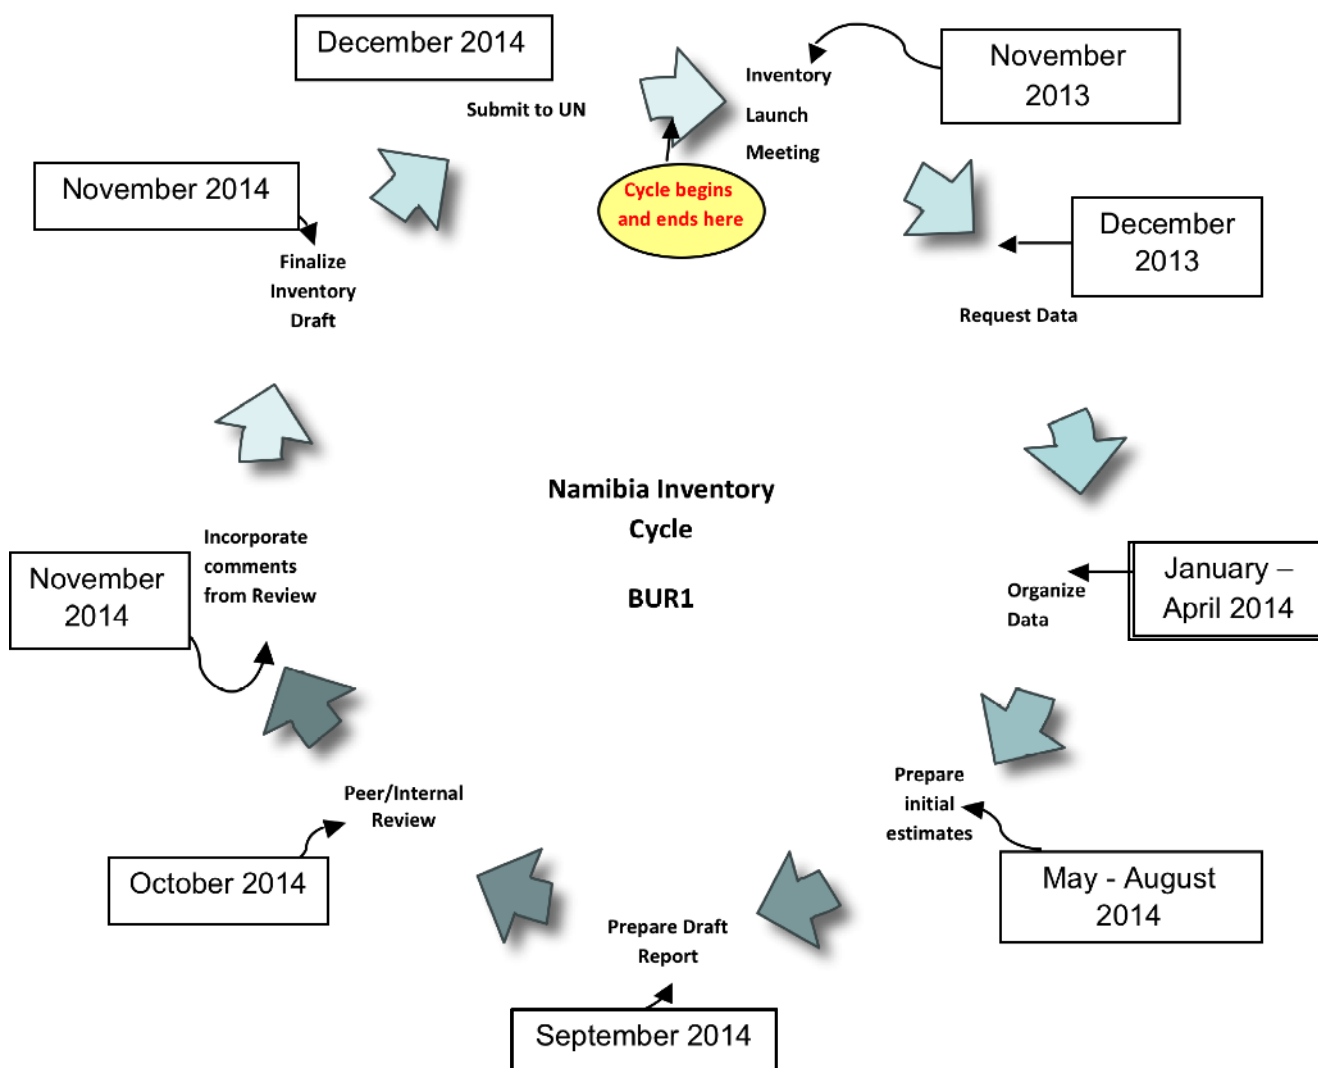 December 2014
Submit to UN
Inventory
Launch
Meeting
November
2013
Cycle begins
and ends here
December
2013
Request Data
November 2014
Finalize
Inventory
Draft
Namibia Inventory
Cycle
BUR1
January –
April 2014
Organize
Data
Incorporate
comments
from Review
November
2014
Prepare
initial
estimates
May - August
2014
Peer/Internal
Review
October 2014
Prepare Draft
Report
September 2014